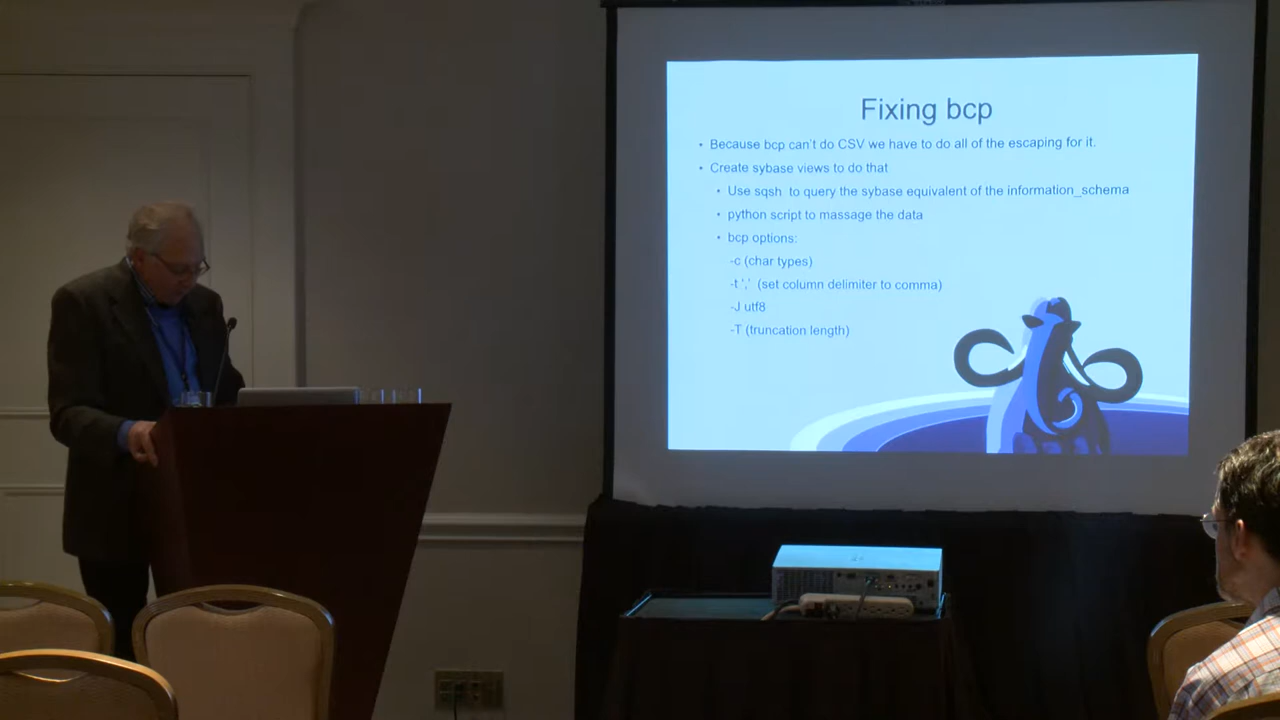 Fixing bcp
• Because bcp can't do CSV we have to do all of the escaping for it.
• Create sybase views to do that
• Use sqsh to query the sybase equivalent of the information_schema
• python script to massage the data
• bcp options:
-c (char types)
-t ',' (set column delimiter to comma)
-J utf8
-T (truncation length)